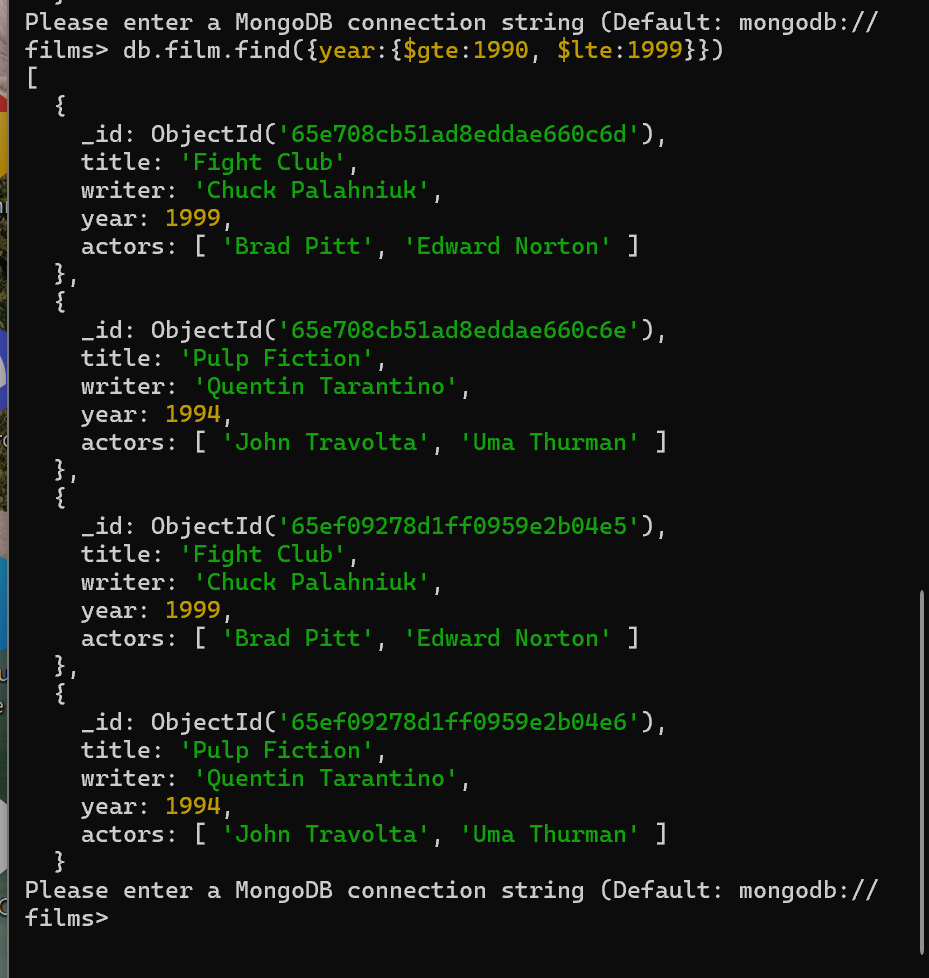 Please enter a MongoDB connection string (Default: mongodb://
films> db.film.find({year:{$gte:1990, $lte:1999}})
[
  {
    _id: ObjectId('65e708cb51ad8eddae660c6d'),
    title: 'Fight Club',
    writer: 'Chuck Palahniuk',
    year: 1999,
    actors: [ 'Brad Pitt', 'Edward Norton' ]
  },
  {
    _id: ObjectId('65e708cb51ad8eddae660c6e'),
    title: 'Pulp Fiction',
    writer: 'Quentin Tarantino',
    year: 1994,
    actors: [ 'John Travolta', 'Uma Thurman' ]
  },
  {
    _id: ObjectId('65ef09278d1ff0959e2b04e5'),
    title: 'Fight Club',
    writer: 'Chuck Palahniuk',
    year: 1999,
    actors: [ 'Brad Pitt', 'Edward Norton' ]
  },
  {
    _id: ObjectId('65ef09278d1ff0959e2b04e6'),
    title: 'Pulp Fiction',
    writer: 'Quentin Tarantino',
    year: 1994,
    actors: [ 'John Travolta', 'Uma Thurman' ]
  }
Please enter a MongoDB connection string (Default: mongodb://
films>